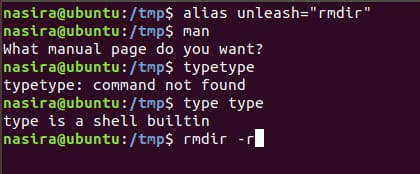 nasira@ubuntu:/tmp$ alias unleash="rmdir"
nasira@ubuntu:/tmp$ man
What manual page do you want?
nasira@ubuntu:/tmp$ typetype
typetype: command not found
nasira@ubuntu:/tmp$ type type
type is a shell builtin
nasira@ubuntu:/tmp$ rmdir -r